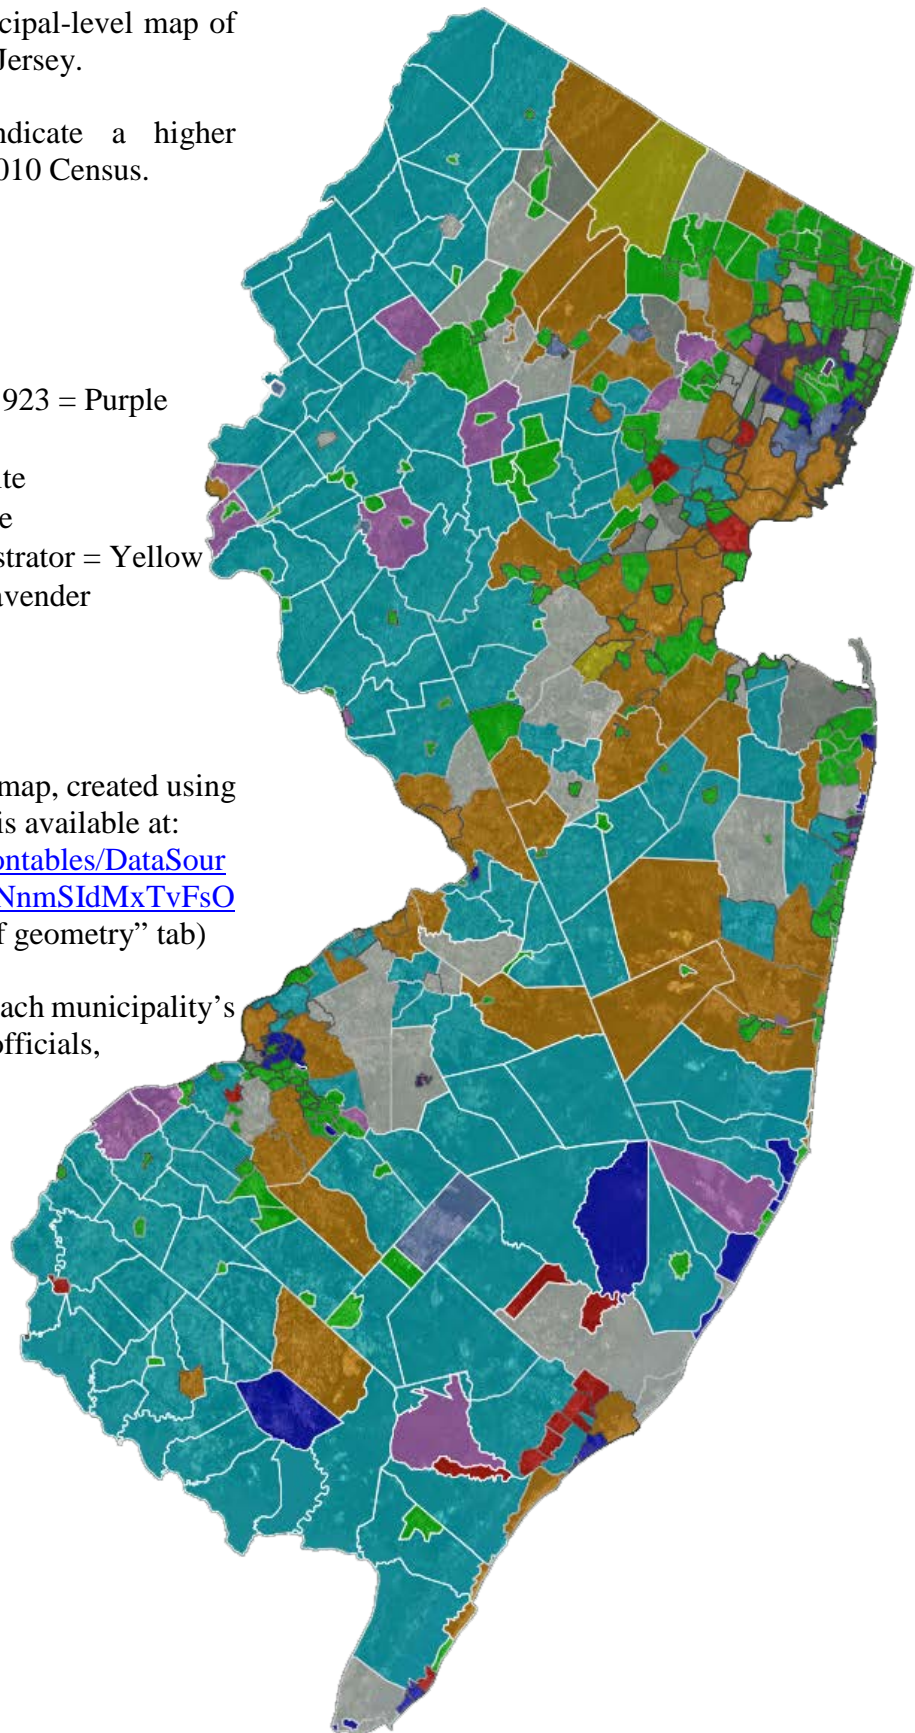 cipal-level map of
Jersey.
ndicate a higher
010 Census.
923 = Purple
te
e
strator = Yellow
avender
map, created using
is available at:
ontables/DataSour
NnmSIdMxTvFsO
f geometry” tab)
ach municipality’s
officials,